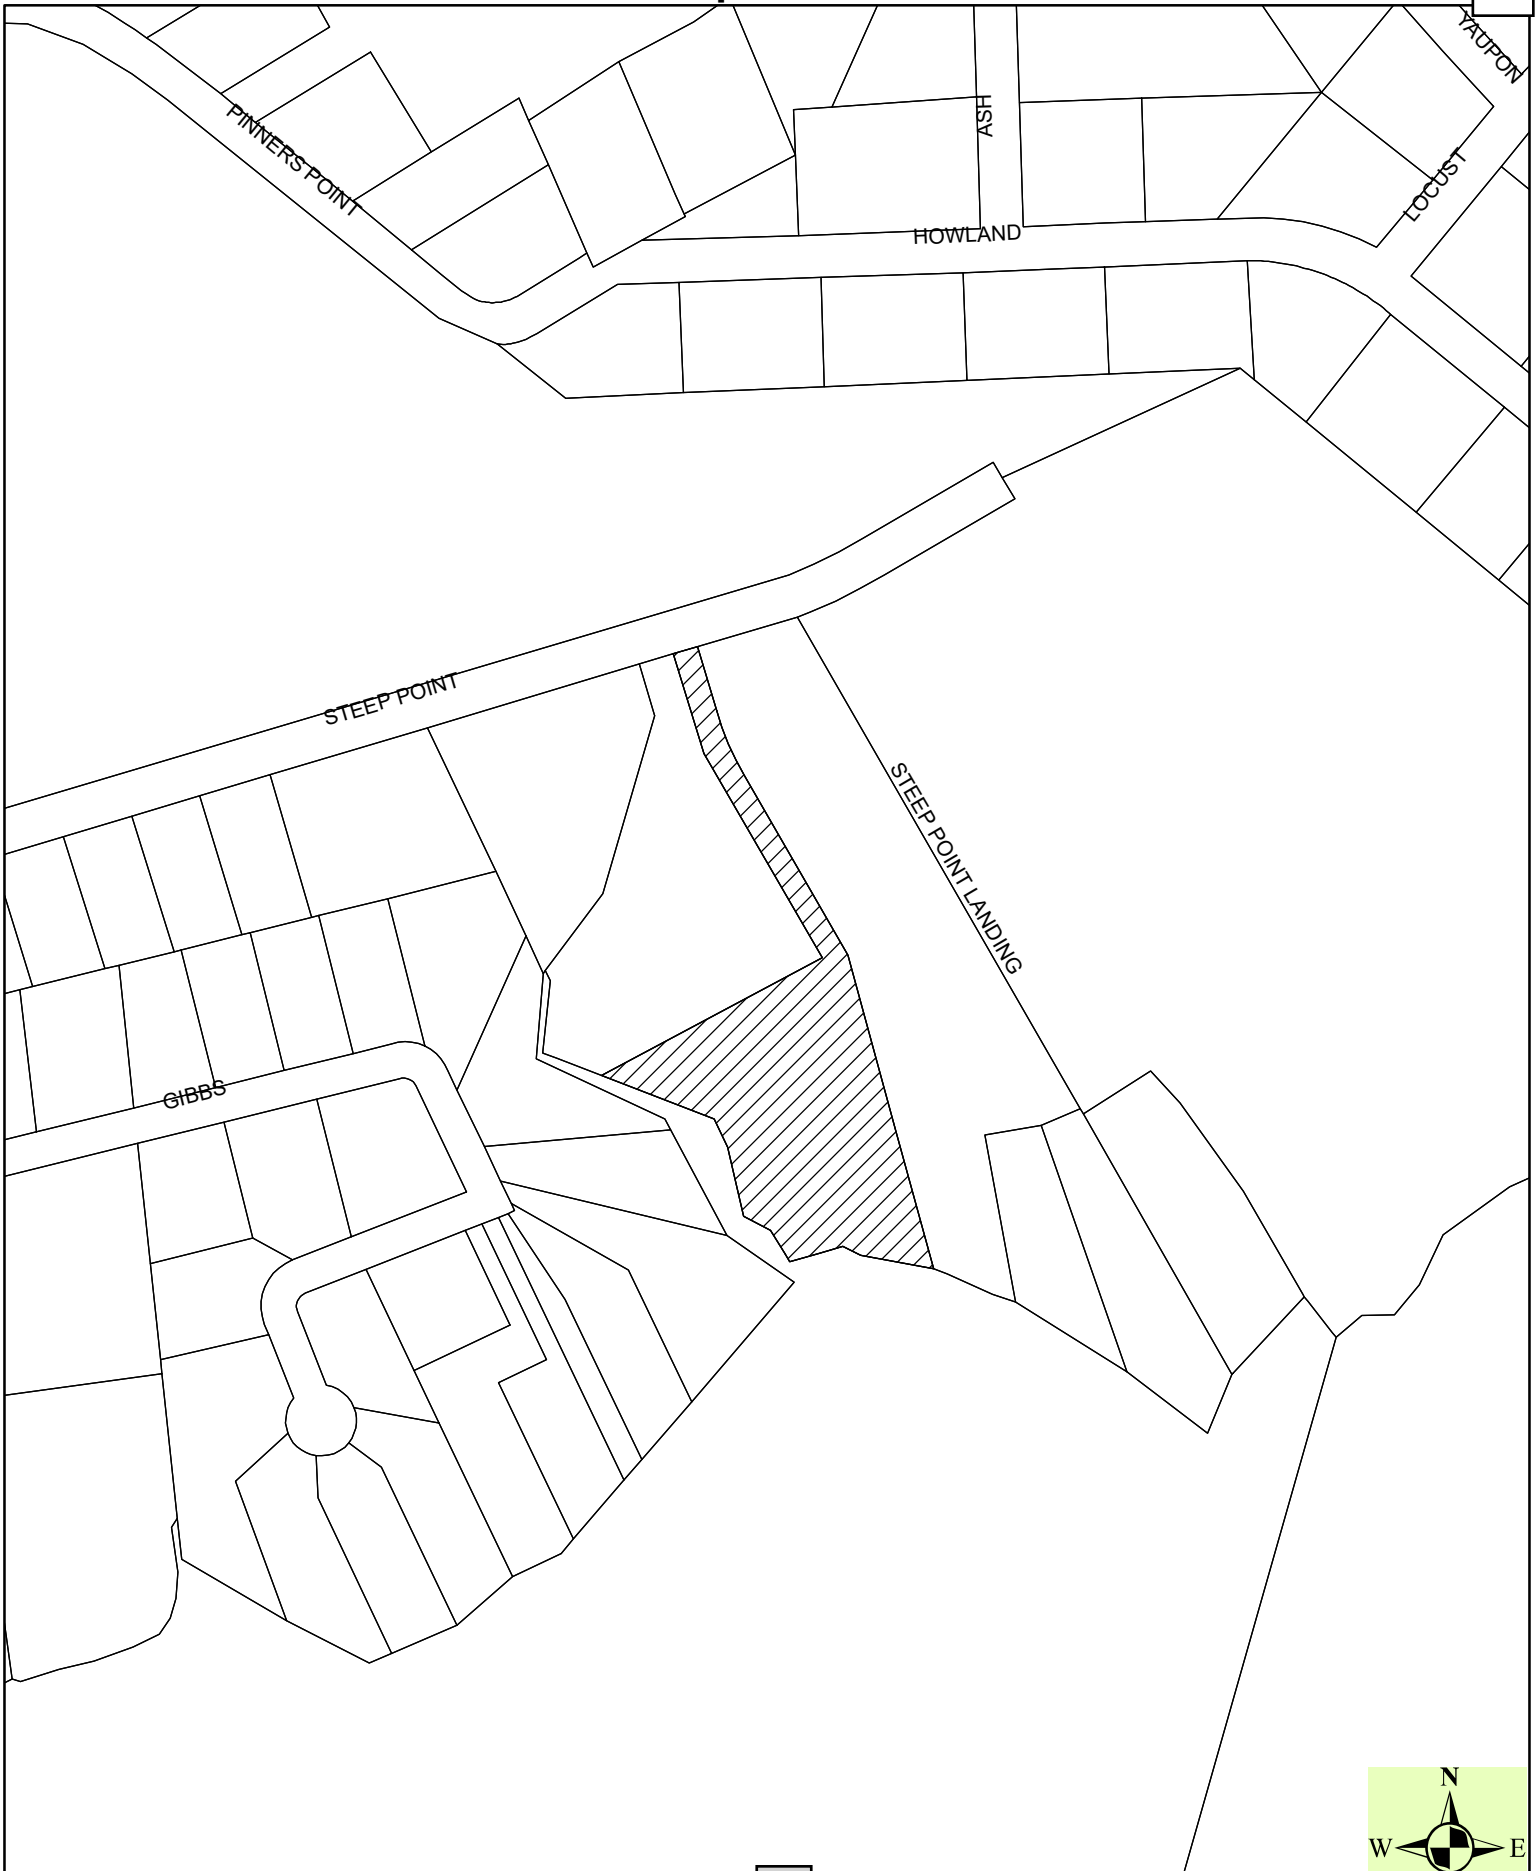 YAUPON
ASH
PINNERS POINT
LOCUST
HOWLAND
STEEP POINT
STEEP POINT LANDING
GIBBS
N
W E